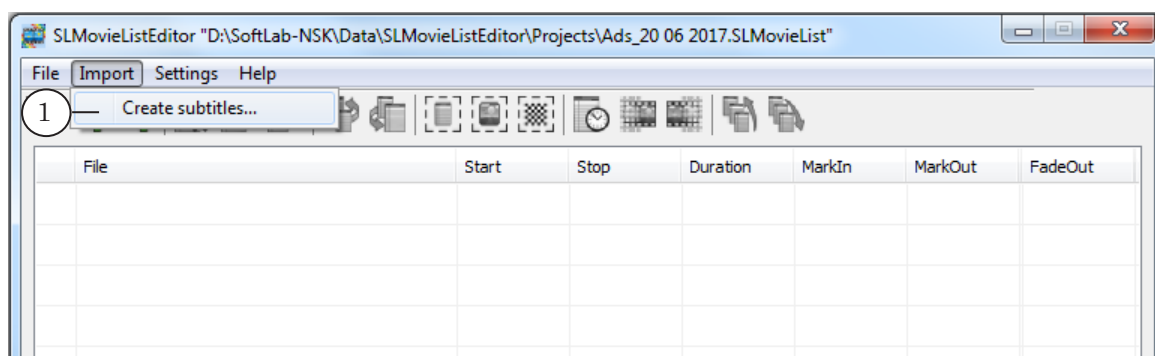 SLMovieListEditor "D:\SoftLab-NSK\Data\SLMovieListEditor\Projects\Ads_20 06 2017.SLMovieList"
File Import Settings Help
1 Create subtitles...
File Start Stop Duration MarkIn MarkOut FadeOut